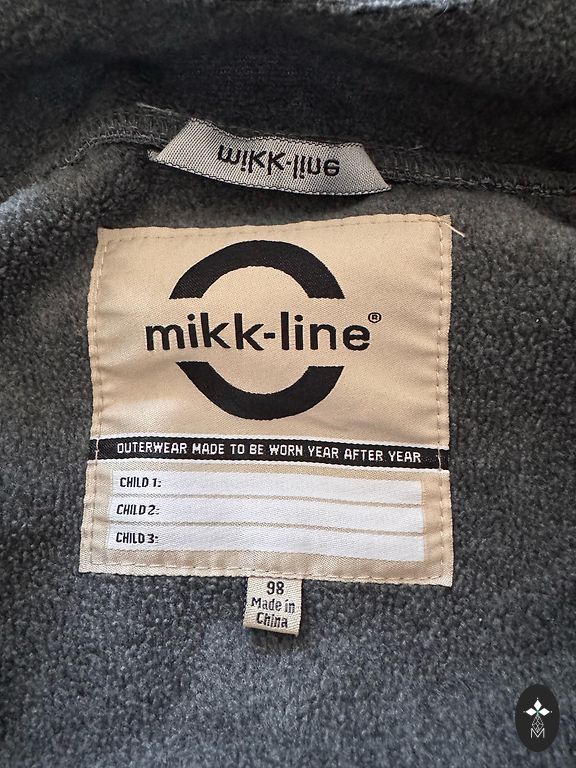 mikk-line
mikk-line®
OUTERWEAR MADE TO BE WORN YEAR AFTER YEAR
CHILD 1:
CHILD 2:
CHILD 3:
98
Made in
China